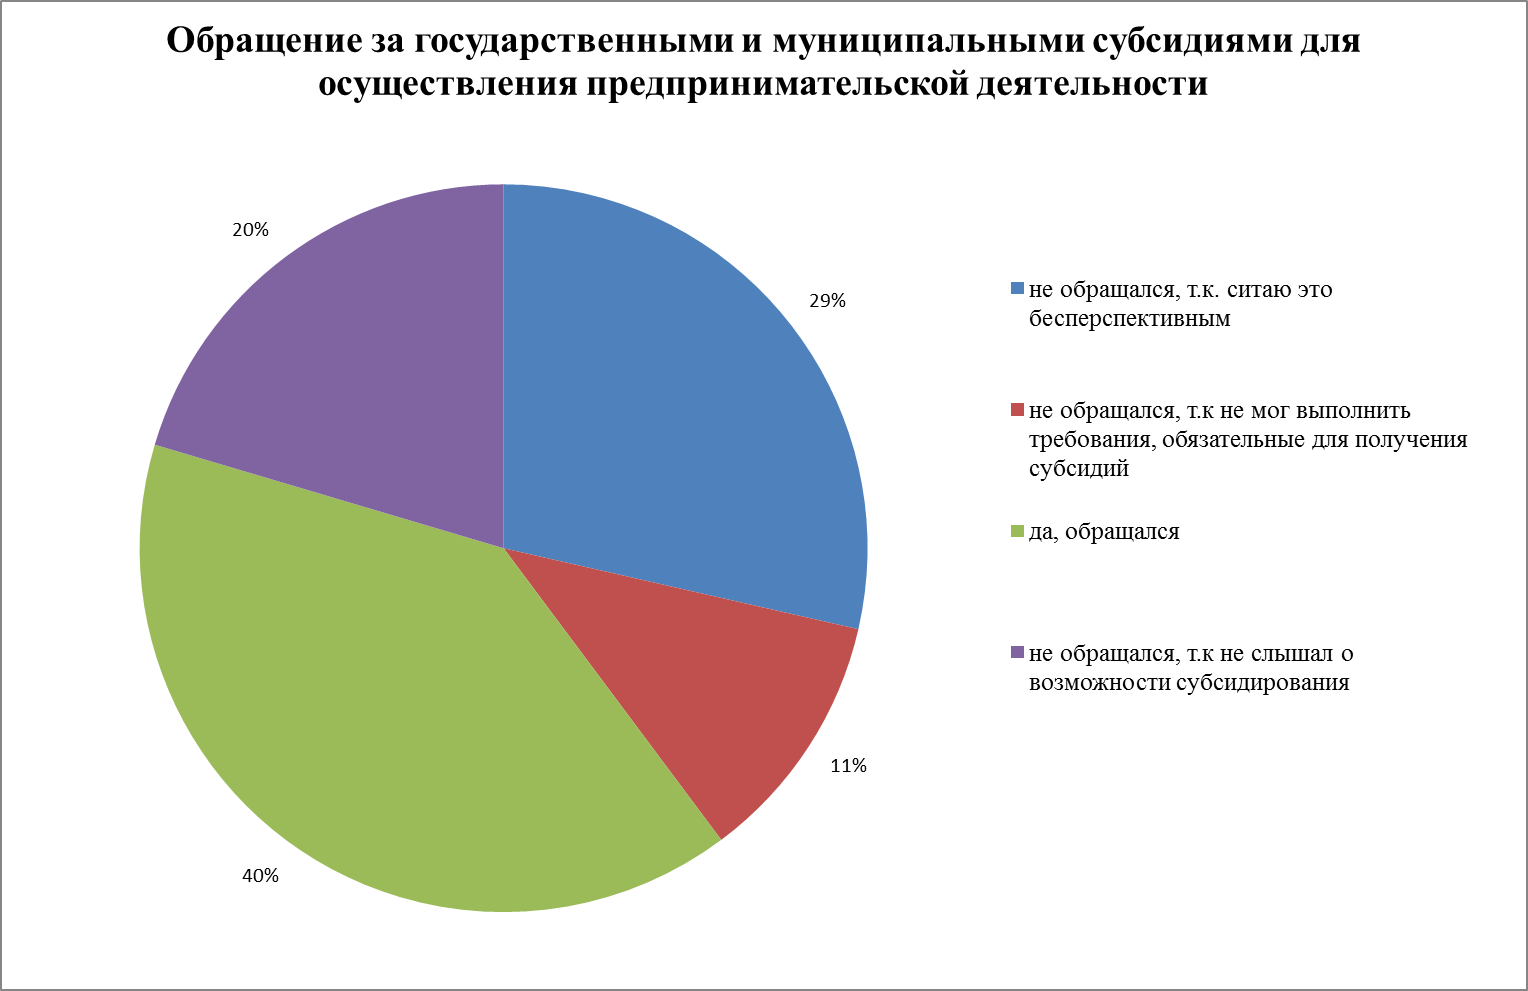 Обращение за государственными и муниципальными субсидиями для
осуществления предпринимательской деятельности
20%
29%
не обращался, т.к. ситаю это
бесперспективным
не обращался, т.к не мог выполнить
требования, обязательные для получения
субсидий
да, обращался
не обращался, т.к не слышал о
возможности субсидирования
11%
40%